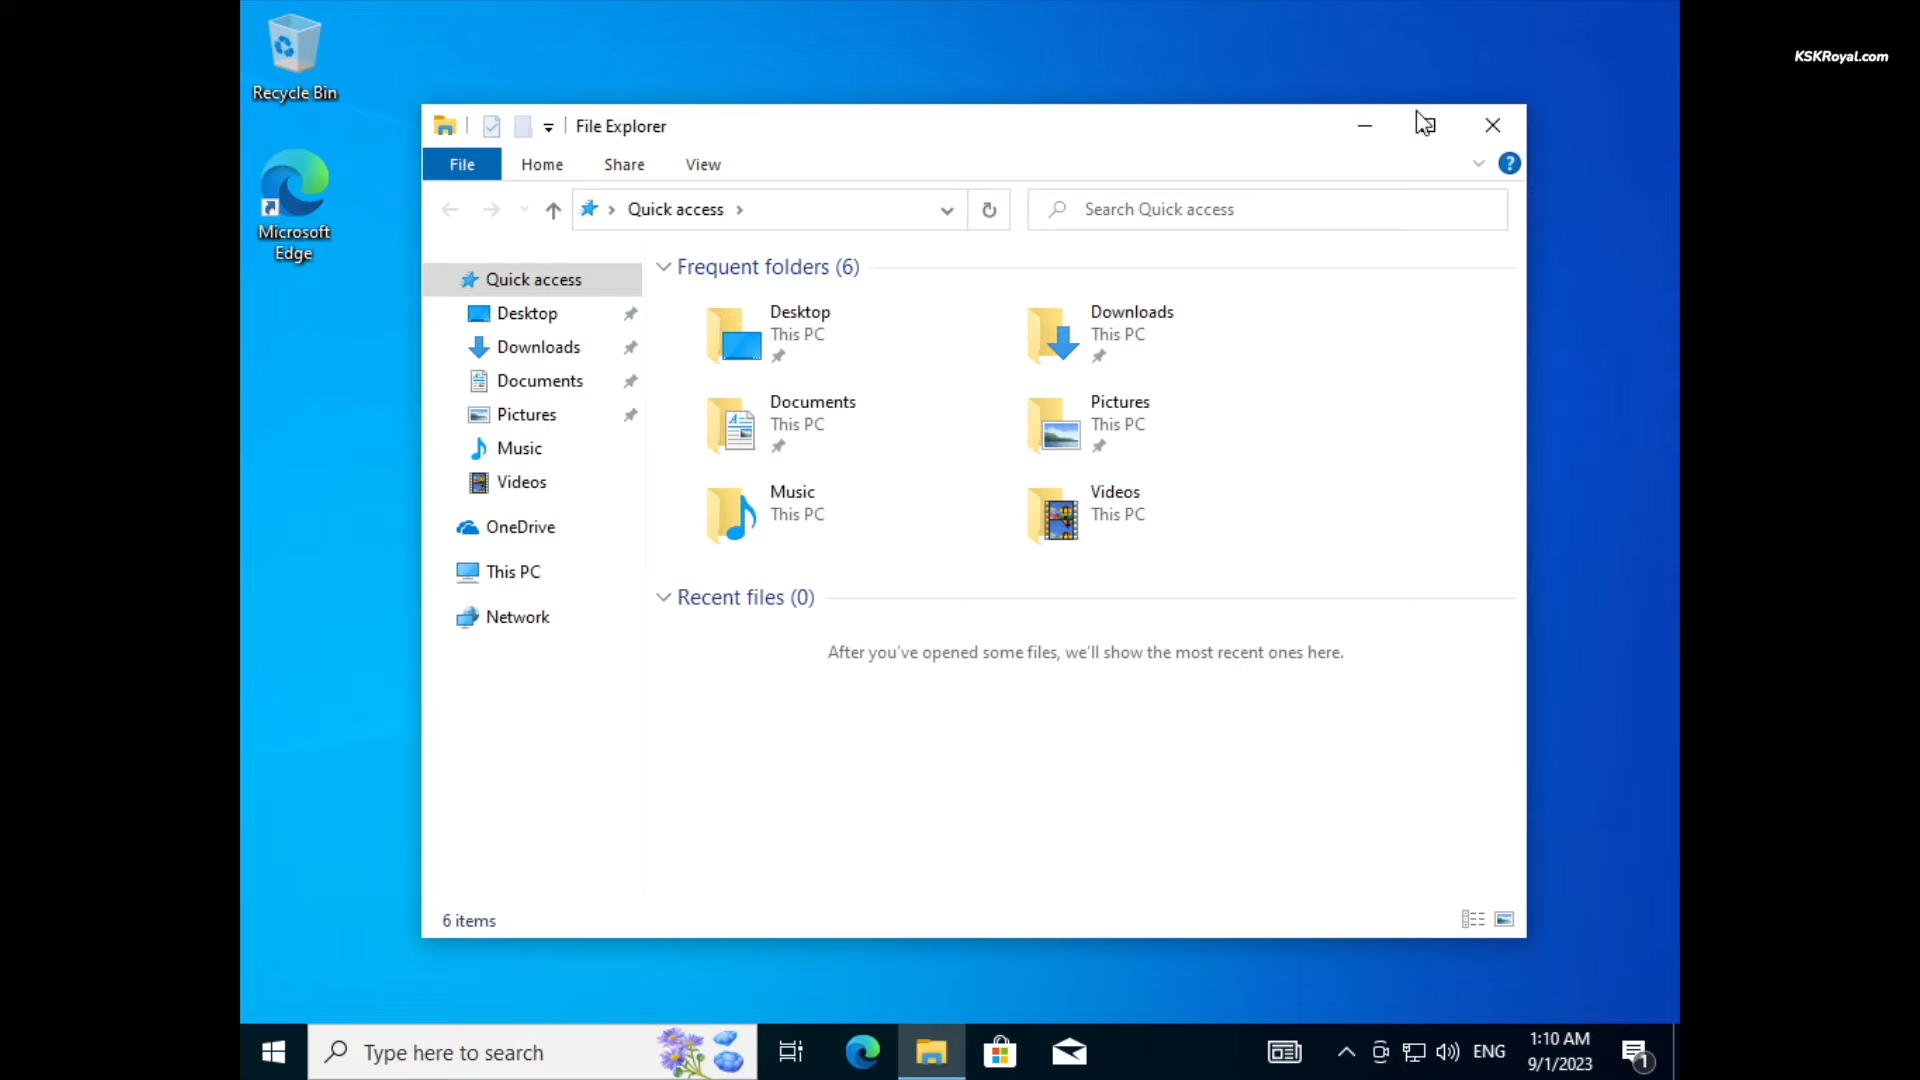 KSKRoyal.com
Recycle Bin
Microsoft
Edge
File Explorer
File Home Share View
?
Quick access
Search Quick access
Quick access
Desktop
Downloads
Documents
Pictures
Music
Videos
OneDrive
This PC
Network
Frequent folders (6)
Desktop
This PC
Downloads
This PC
Documents
This PC
Pictures
This PC
Music
This PC
Videos
This PC
Recent files (0)
After you've opened some files, we'll show the most recent ones here.
6 items
Type here to search
ENG
1:10 AM
9/1/2023
1